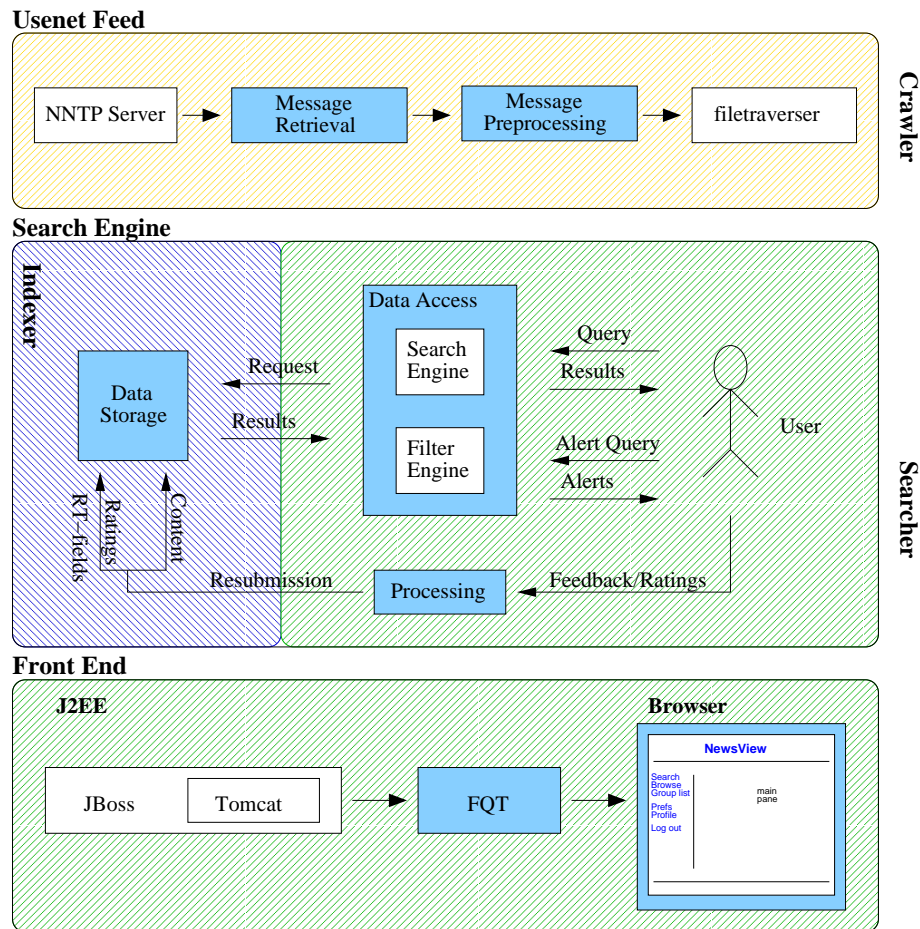 Usenet Feed
NNTP Server
Message
Retrieval
Message
Preprocessing
filetraverser
Crawler
Search Engine
Indexer
Data
Storage
Request
Results
Data Access
Search
Engine
Filter
Engine
Query
Results
Alert Query
Alerts
User
Searcher
RT-fields
Ratings
Content
Resubmission
Processing
Feedback/Ratings
Front End
J2EE
JBoss
Tomcat
FQT
Browser
NewsView
Search
Browse
Group list
Prefs
Profile
Log out
main
pane